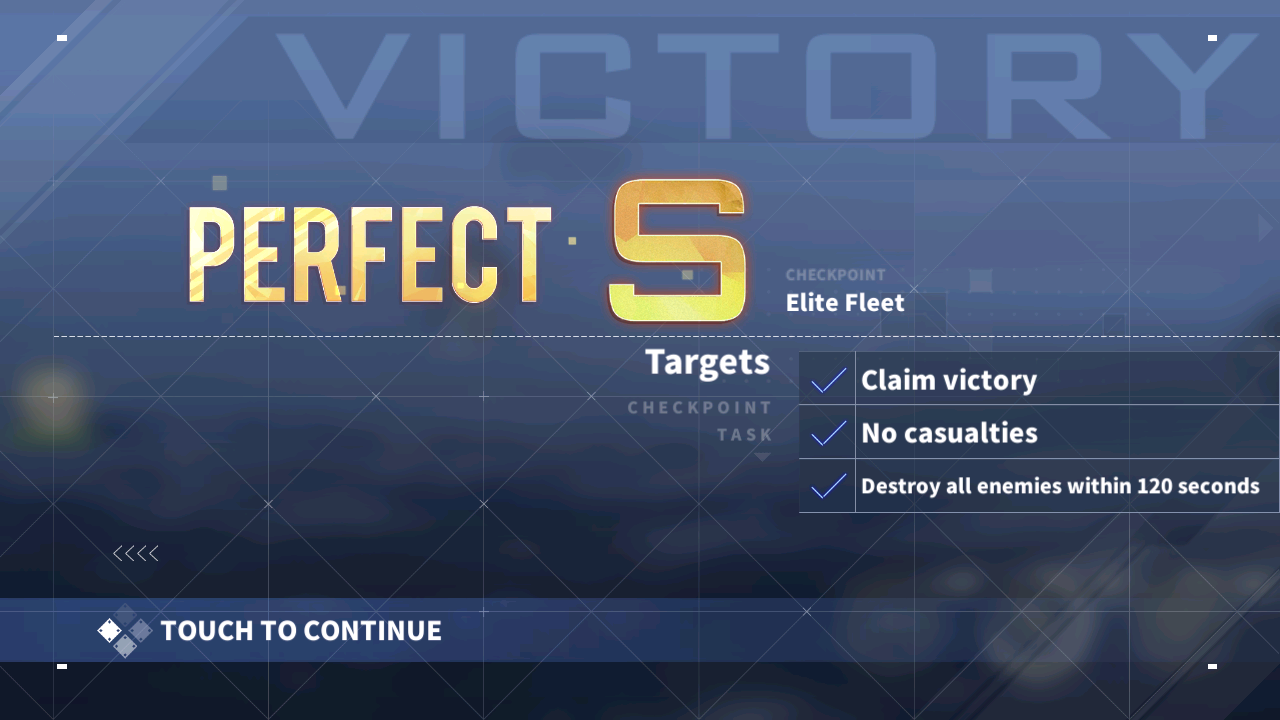 VICTORY
PERFECT S
CHECKPOINT
Elite Fleet
Targets
CHECKPOINT
TASK
Claim victory
No casualties
Destroy all enemies within 120 seconds
TOUCH TO CONTINUE